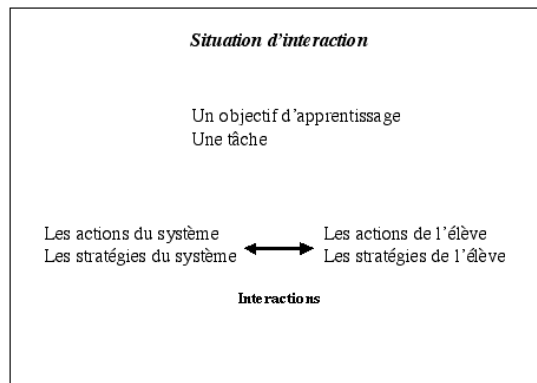 Situation d'interaction
Un objectif d'apprentissage
Une tâche
Les actions du système
Les stratégies du système
Les actions de l'élève
Les stratégies de l'élève
Interactions